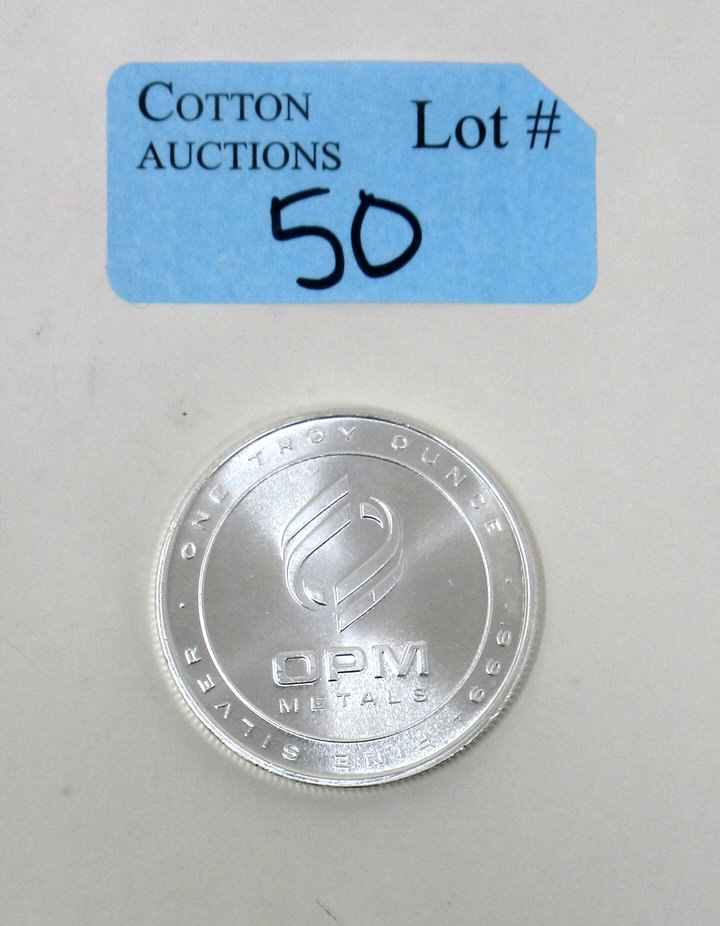 COTTON
AUCTIONS
Lot #
50
ONE TROY OUNCE · .999 FINE SILVER ·
OPM
METALS